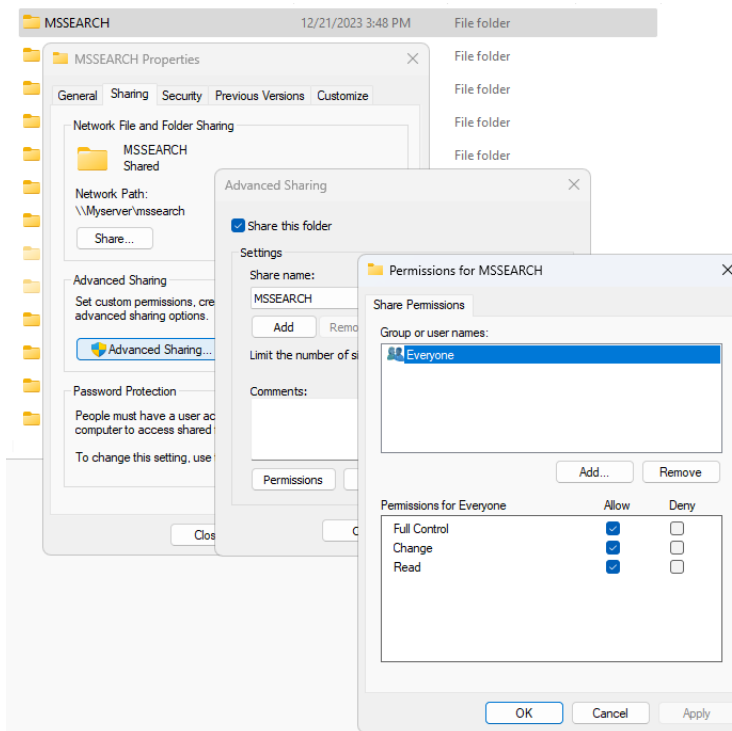 MSSEARCH 12/21/2023 3:48 PM File folder
File folder
File folder
File folder
File folder
MSSEARCH Properties
General Sharing Security Previous Versions Customize
Network File and Folder Sharing
MSSEARCH
Shared
Network Path:
\\Myserver\mssearch
Share...
Advanced Sharing
Set custom permissions, cre
advanced sharing options.
Advanced Sharing...
Password Protection
People must have a user ac
computer to access shared
To change this setting, use
Clos
Advanced Sharing
Share this folder
Settings
Share name:
MSSEARCH
Add Remo
Limit the number of si
Comments:
Permissions
C
Permissions for MSSEARCH
Share Permissions
Group or user names:
Everyone
Add... Remove
Permissions for Everyone Allow Deny
Full Control
Change
Read
OK Cancel Apply